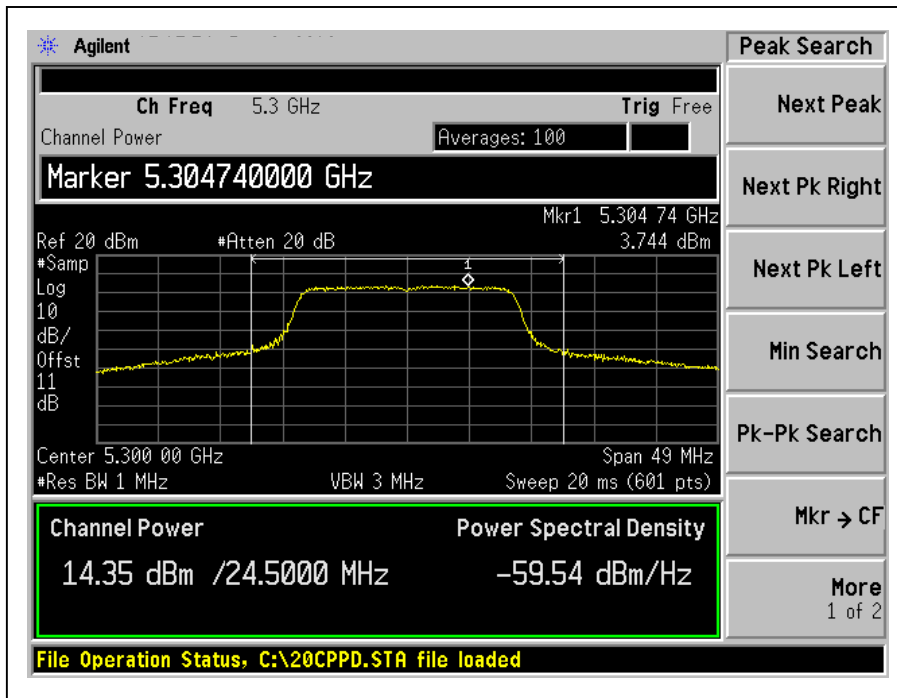 Agilent
Peak Search
Ch Freq 5.3 GHz Trig Free
Channel Power Averages: 100
Marker 5.304740000 GHz
Mkr1 5.304 74 GHz
Ref 20 dBm #Atten 20 dB 3.744 dBm
#Samp
Log
10
dB/
Offst
11
dB
1
Center 5.300 00 GHz Span 49 MHz
#Res BW 1 MHz VBW 3 MHz Sweep 20 ms (601 pts)
Channel Power Power Spectral Density
14.35 dBm /24.5000 MHz -59.54 dBm/Hz
File Operation Status, C:\20CPPD.STA file loaded
Next Peak
Next Pk Right
Next Pk Left
Min Search
Pk-Pk Search
Mkr → CF
More
1 of 2